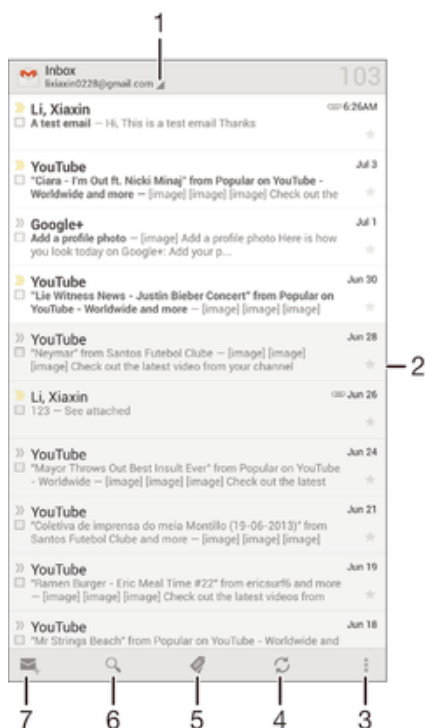 1
Inbox
lixiaxin0228@gmail.com
103
Li, Xiaxin
6:26AM
A test email — Hi, This is a test email Thanks
YouTube
Jul 3
"Ciara - I'm Out ft. Nicki Minaj" from Popular on YouTube -
Worldwide and more — [image] [image] [image] Check out the
Google+
Jul 1
Add a profile photo — [image] Add a profile photo Here is how
you look today on Google+: Add your p...
YouTube
Jun 30
"Lie Witness News - Justin Bieber Concert" from Popular on
YouTube - Worldwide and more — [image] [image] [image]
YouTube
Jun 28
"Neymar" from Santos Futebol Clube — [image] [image]
[image] Check out the latest video from your channel
2
Li, Xiaxin
Jun 26
123 — See attached
YouTube
Jun 24
"Mayor Throws Out Best Insult Ever" from Popular on YouTube
- Worldwide — [image] [image] [image] Check out the latest
YouTube
Jun 21
"Coletiva de imprensa do meia Montillo (19-06-2013)" from
Santos Futebol Clube and more — [image] [image] [image]
YouTube
Jun 19
"Ramen Burger - Eric Meal Time #22" from ericsurf6 and more
— [image] [image] [image] Check out the latest videos from
YouTube
Jun 18
"Mr Strings Beach" from Popular on YouTube - Worldwide and
7
6
5
4
3